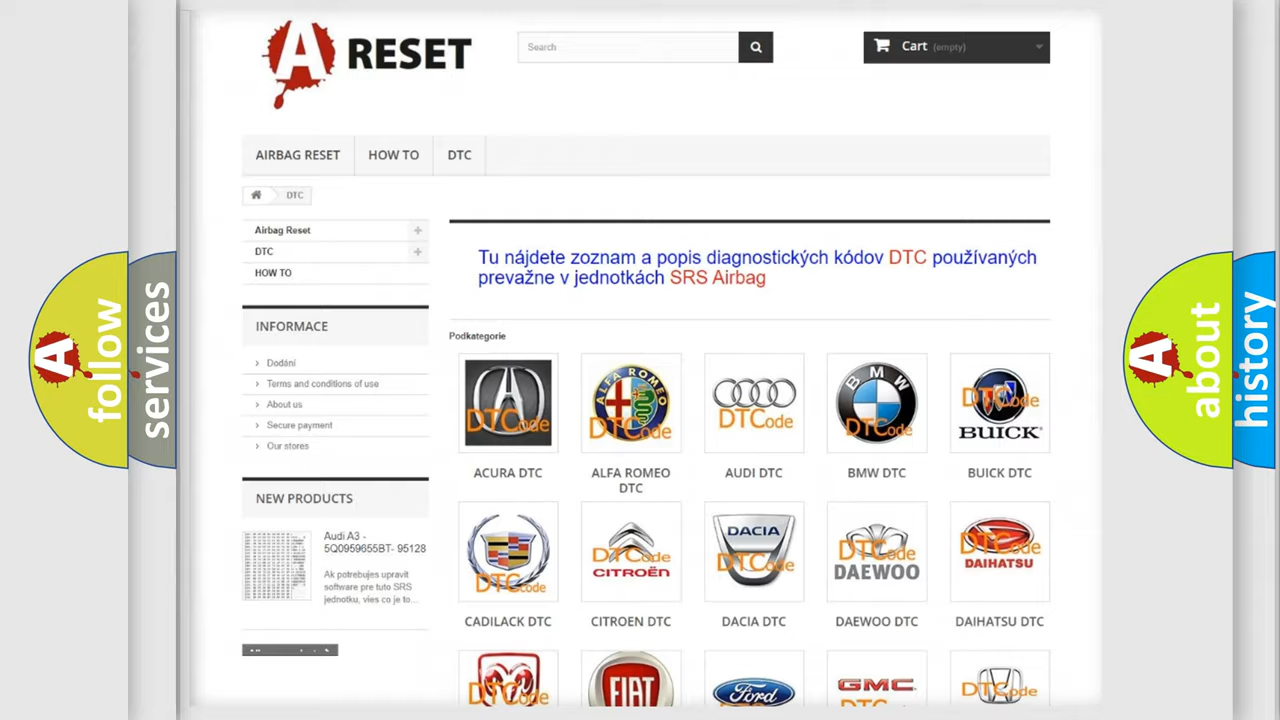 A RESET
Search
Cart (empty)
AIRBAG RESET
HOW TO
DTC
DTC
Airbag Reset
DTC
HOW TO
INFORMACE
Dodání
Terms and conditions of use
About us
Secure payment
Our stores
NEW PRODUCTS
Audi A3 -
5Q0959655BT- 95128
Ak potrebujes upravit
software pre tuto SRS
jednotku, vies co je to...
Tu nájdete zoznam a popis diagnostických kódov DTC používaných
prevažne v jednotkách SRS Airbag
Podkategorie
DTCode
ALFA ROMEO
DTCode
DTCode
BMW
DTCode
DTCode
BUICK
ACURA DTC
ALFA ROMEO
DTC
AUDI DTC
BMW DTC
BUICK DTC
DTCode
DTCode
CITROËN
DACIA
DTCode
DTCode
DAEWOO
DTCode
DAIHATSU
CADILACK DTC
CITROEN DTC
DACIA DTC
DAEWOO DTC
DAIHATSU DTC
DTCode
FIAT
Ford
GMC
DTCode
A follow
services
A about
history